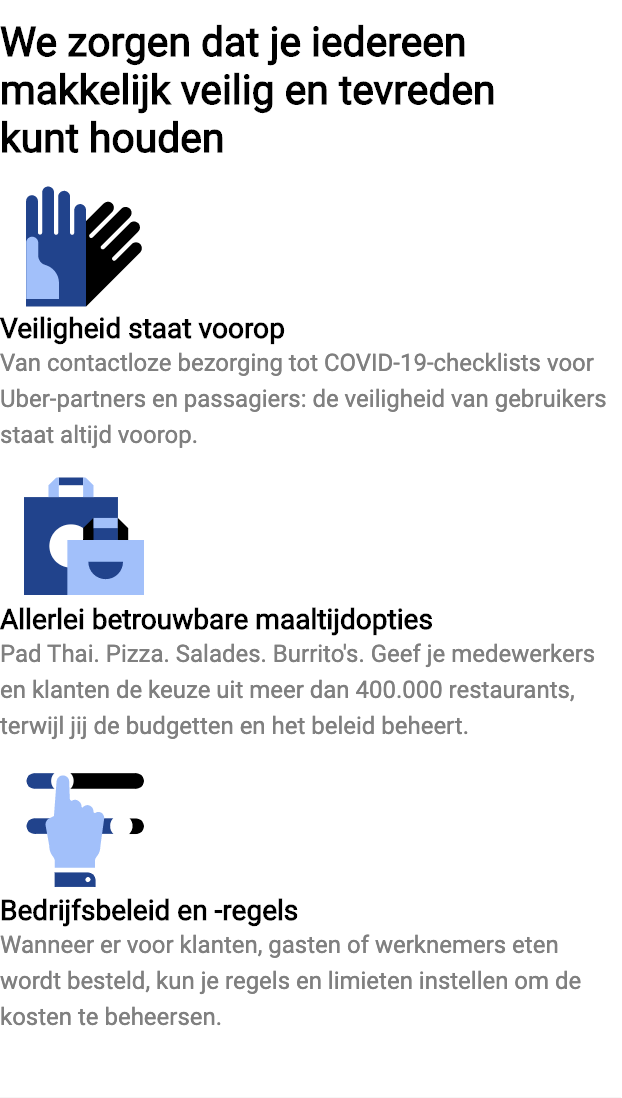 We zorgen dat je iedereen
makkelijk veilig en tevreden
kunt houden
Veiligheid staat voorop
Van contactloze bezorging tot COVID-19-checklists voor
Uber-partners en passagiers: de veiligheid van gebruikers
staat altijd voorop.
Allerlei betrouwbare maaltijdopties
Pad Thai. Pizza. Salades. Burrito's. Geef je medewerkers
en klanten de keuze uit meer dan 400.000 restaurants,
terwijl jij de budgetten en het beleid beheert.
Bedrijfsbeleid en -regels
Wanneer er voor klanten, gasten of werknemers eten
wordt besteld, kun je regels en limieten instellen om de
kosten te beheersen.